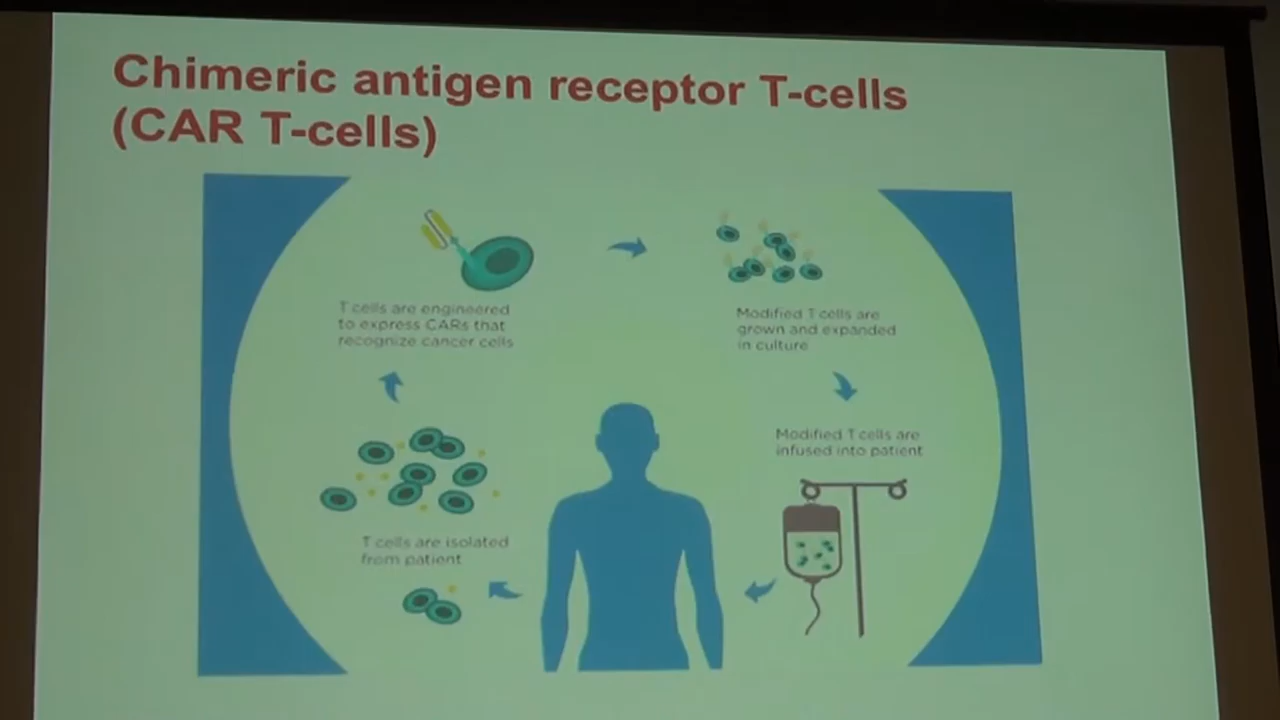 Chimeric antigen receptor T-cells
(CAR T-cells)
T cells are engineered
to express CARs that
recognize cancer cells
Modified T cells are
grown and expanded
in culture
Modified T cells are
infused into patient
T cells are isolated
from patient